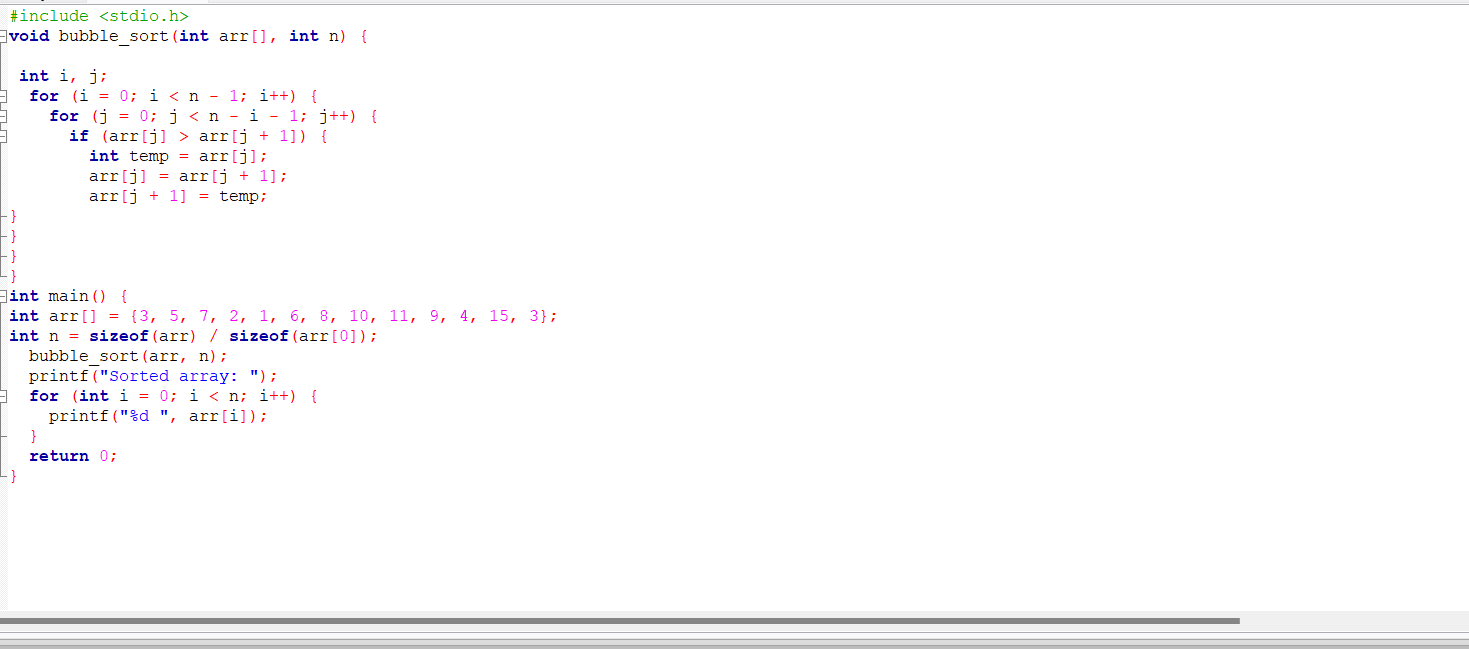 #include <stdio.h>
void bubble_sort(int arr[], int n) {
int i, j;
for (i = 0; i < n - 1; i++) {
for (j = 0; j < n - i - 1; j++) {
if (arr[j] > arr[j + 1]) {
int temp = arr[j];
arr[j] = arr[j + 1];
arr[j + 1] = temp;
}
}
}
}
int main() {
int arr[] = {3, 5, 7, 2, 1, 6, 8, 10, 11, 9, 4, 15, 3};
int n = sizeof(arr) / sizeof(arr[0]);
bubble_sort(arr, n);
printf("Sorted array: ");
for (int i = 0; i < n; i++) {
printf("%d ", arr[i]);
}
return 0;
}